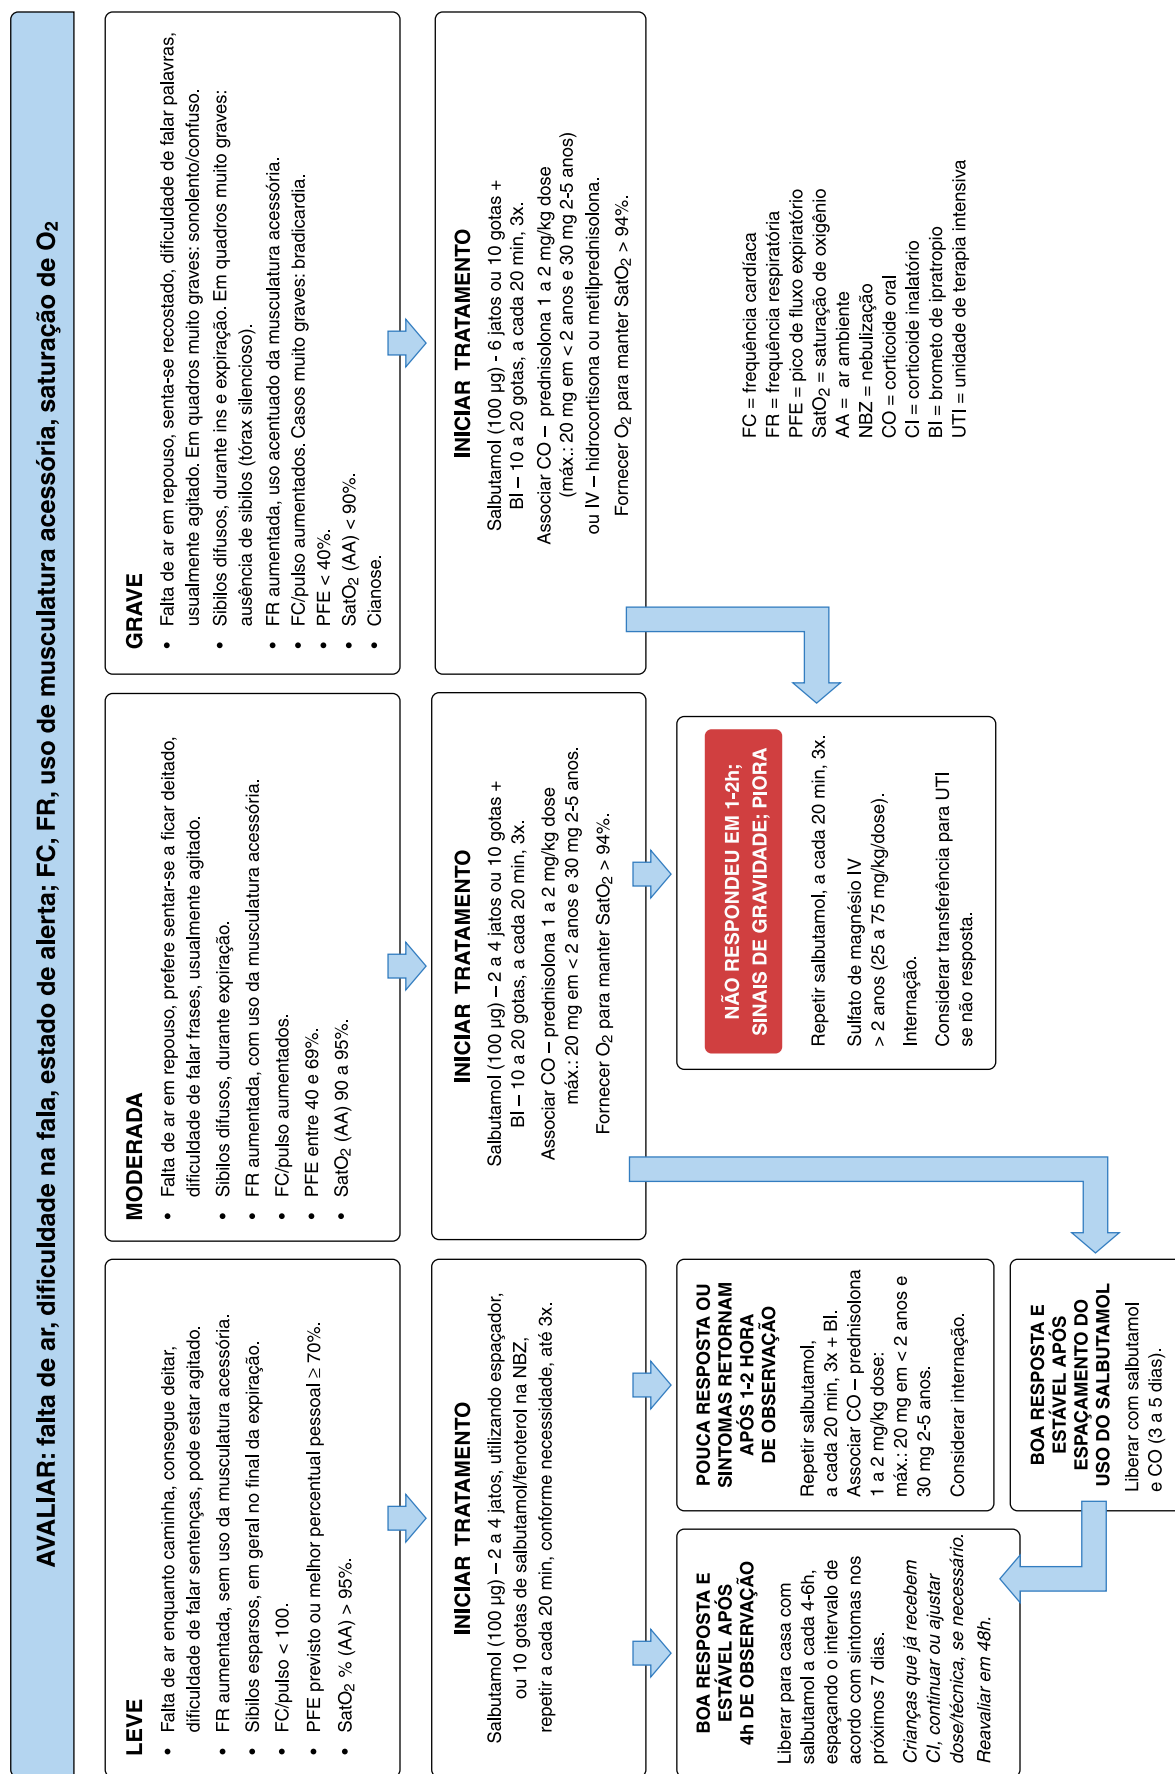 AVALIAR: falta de ar, dificuldade na fala, estado de alerta; FC, FR, uso de musculatura acessória, saturação de O2
LEVE
• Falta de ar enquanto caminha, consegue deitar,
dificuldade de falar sentenças, pode estar agitado.
• FR aumentada, sem uso da musculatura acessória.
• Sibilos esparsos, em geral no final da expiração.
• FC/pulso < 100.
• PFE previsto ou melhor percentual pessoal ≥ 70%.
• SatO2 % (AA) > 95%.
MODERADA
• Falta de ar em repouso, prefere sentar-se a ficar deitado,
dificuldade de falar frases, usualmente agitado.
• Sibilos difusos, durante expiração.
• FR aumentada, com uso da musculatura acessória.
• FC/pulso aumentados.
• PFE entre 40 e 69%.
• SatO2 (AA) 90 a 95%.
GRAVE
• Falta de ar em repouso, senta-se recostado, dificuldade de falar palavras,
usualmente agitado. Em quadros muito graves: sonolento/confuso.
• Sibilos difusos, durante ins e expiração. Em quadros muito graves:
ausência de sibilos (tórax silencioso).
• FR aumentada, uso acentuado da musculatura acessória.
• FC/pulso aumentados. Casos muito graves: bradicardia.
• PFE < 40%.
• SatO2 (AA) < 90%.
• Cianose.
INICIAR TRATAMENTO
Salbutamol (100 µg) – 2 a 4 jatos, utilizando espaçador,
ou 10 gotas de salbutamol/fenoterol na NBZ,
repetir a cada 20 min, conforme necessidade, até 3x.
INICIAR TRATAMENTO
Salbutamol (100 µg) – 2 a 4 jatos ou 10 gotas +
BI – 10 a 20 gotas, a cada 20 min, 3x.
Associar CO – prednisolona 1 a 2 mg/kg dose
máx.: 20 mg em < 2 anos e 30 mg 2-5 anos.
Fornecer O2 para manter SatO2 > 94%.
INICIAR TRATAMENTO
Salbutamol (100 µg) - 6 jatos ou 10 gotas +
BI – 10 a 20 gotas, a cada 20 min, 3x.
Associar CO – prednisolona 1 a 2 mg/kg dose
(máx.: 20 mg em < 2 anos e 30 mg 2-5 anos)
ou IV – hidrocortisona ou metilprednisolona.
Fornecer O2 para manter SatO2 > 94%.
BOA RESPOSTA E
ESTÁVEL APÓS
4h DE OBSERVAÇÃO
Liberar para casa com
salbutamol a cada 4-6h,
espaçando o intervalo de
acordo com sintomas nos
próximos 7 dias.
Crianças que já recebem
CI, continuar ou ajustar
dose/técnica, se necessário.
Reavaliar em 48h.
POUCA RESPOSTA OU
SINTOMAS RETORNAM
APÓS 1-2 HORA
DE OBSERVAÇÃO
Repetir salbutamol,
a cada 20 min, 3x + BI.
Associar CO – prednisolona
1 a 2 mg/kg dose:
máx.: 20 mg em < 2 anos e
30 mg 2-5 anos.
Considerar internação.
BOA RESPOSTA E
ESTÁVEL APÓS
ESPAÇAMENTO DO
USO DO SALBUTAMOL
Liberar com salbutamol
e CO (3 a 5 dias).
NÃO RESPONDEU EM 1-2h;
SINAIS DE GRAVIDADE; PIORA
Repetir salbutamol, a cada 20 min, 3x.
Sulfato de magnésio IV
> 2 anos (25 a 75 mg/kg/dose).
Internação.
Considerar transferência para UTI
se não resposta.
FC = frequência cardíaca
FR = frequência respiratória
PFE = pico de fluxo expiratório
SatO2 = saturação de oxigênio
AA = ar ambiente
NBZ = nebulização
CO = corticoide oral
CI = corticoide inalatório
BI = brometo de ipratropio
UTI = unidade de terapia intensiva